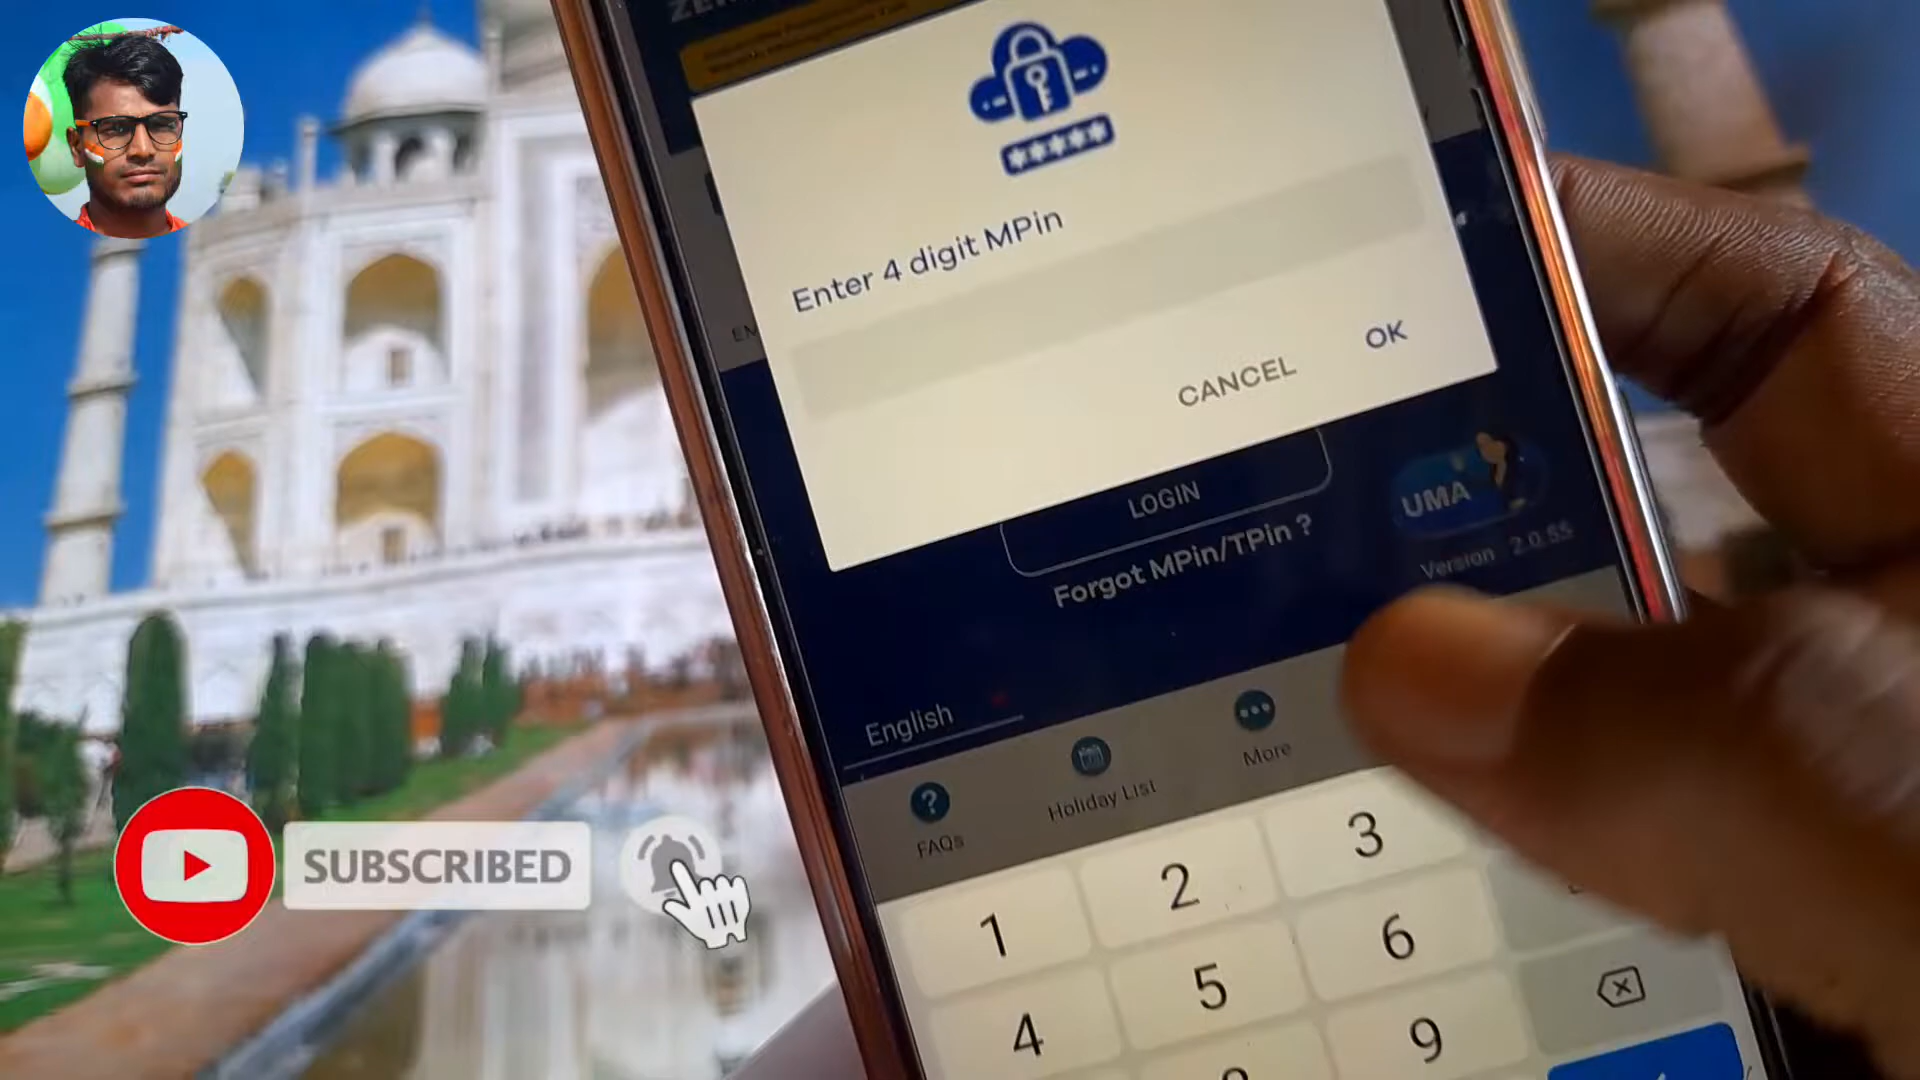 *****
Enter 4 digit MPin
CANCEL
OK
LOGIN
UMA
Forgot MPin/TPin ?
Version 2.0.55
English
FAQs
Holiday List
More
SUBSCRIBED
1
2
3
4
5
6
9